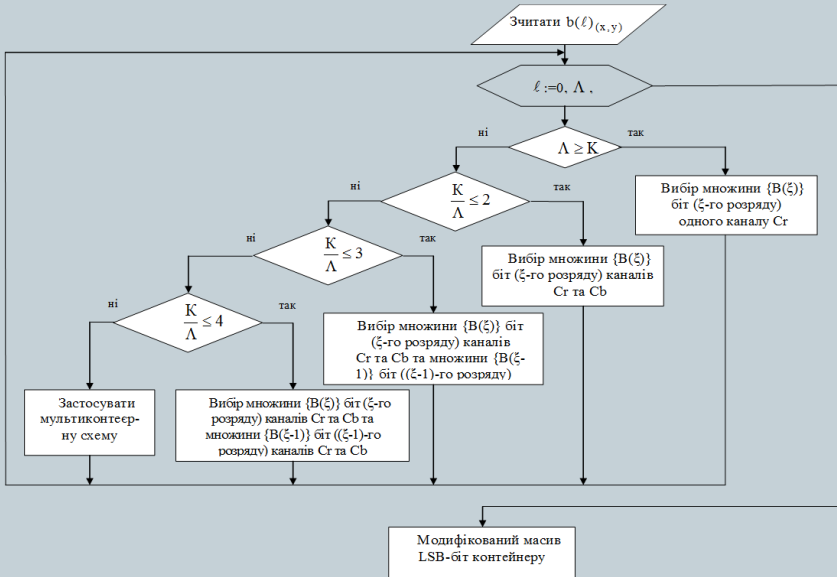 Зчитати b(ℓ)(x,y)
ℓ :=0, Λ ,
ні
так
Λ ≥ K
ні
так
K/Λ ≤ 2
Вибір множини {B(ξ)}
біт (ξ-го розряду)
одного каналу Cr
ні
так
K/Λ ≤ 3
Вибір множини {B(ξ)}
біт (ξ-го розряду) каналів
Cr та Cb
ні
так
K/Λ ≤ 4
Вибір множини {B(ξ)} біт
(ξ-го розряду) каналів
Cr та Cb та множини {B(ξ-
1)} біт ((ξ-1)-го розряду)
Застосувати
мультиконтеєр-
ну схему
Вибір множини {B(ξ)} біт (ξ-го
розряду) каналів Cr та Cb та
множини {B(ξ-1)} біт ((ξ-1)-го
розряду) каналів Cr та Cb
Модифікований масив
LSB-біт контейнеру